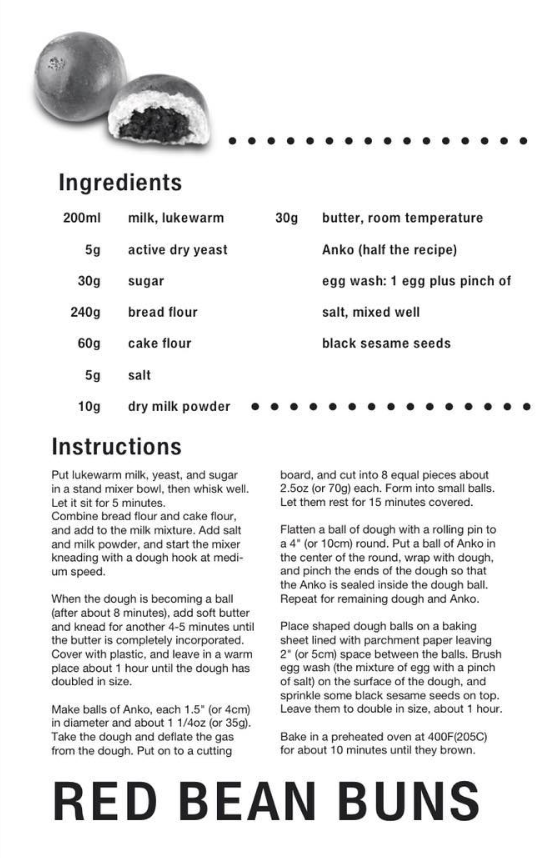 Ingredients
200ml milk, lukewarm
5g active dry yeast
30g sugar
240g bread flour
60g cake flour
5g salt
10g dry milk powder
30g butter, room temperature
Anko (half the recipe)
egg wash: 1 egg plus pinch of
salt, mixed well
black sesame seeds
Instructions
Put lukewarm milk, yeast, and sugar
in a stand mixer bowl, then whisk well.
Let it sit for 5 minutes.
Combine bread flour and cake flour,
and add to the milk mixture. Add salt
and milk powder, and start the mixer
kneading with a dough hook at medi-
um speed.
When the dough is becoming a ball
(after about 8 minutes), add soft butter
and knead for another 4-5 minutes until
the butter is completely incorporated.
Cover with plastic, and leave in a warm
place about 1 hour until the dough has
doubled in size.
Make balls of Anko, each 1.5" (or 4cm)
in diameter and about 1 1/4oz (or 35g).
Take the dough and deflate the gas
from the dough. Put on to a cutting
board, and cut into 8 equal pieces about
2.5oz (or 70g) each. Form into small balls.
Let them rest for 15 minutes covered.
Flatten a ball of dough with a rolling pin to
a 4" (or 10cm) round. Put a ball of Anko in
the center of the round, wrap with dough,
and pinch the ends of the dough so that
the Anko is sealed inside the dough ball.
Repeat for remaining dough and Anko.
Place shaped dough balls on a baking
sheet lined with parchment paper leaving
2" (or 5cm) space between the balls. Brush
egg wash (the mixture of egg with a pinch
of salt) on the surface of the dough, and
sprinkle some black sesame seeds on top.
Leave them to double in size, about 1 hour.
Bake in a preheated oven at 400F(205C)
for about 10 minutes until they brown.
RED BEAN BUNS